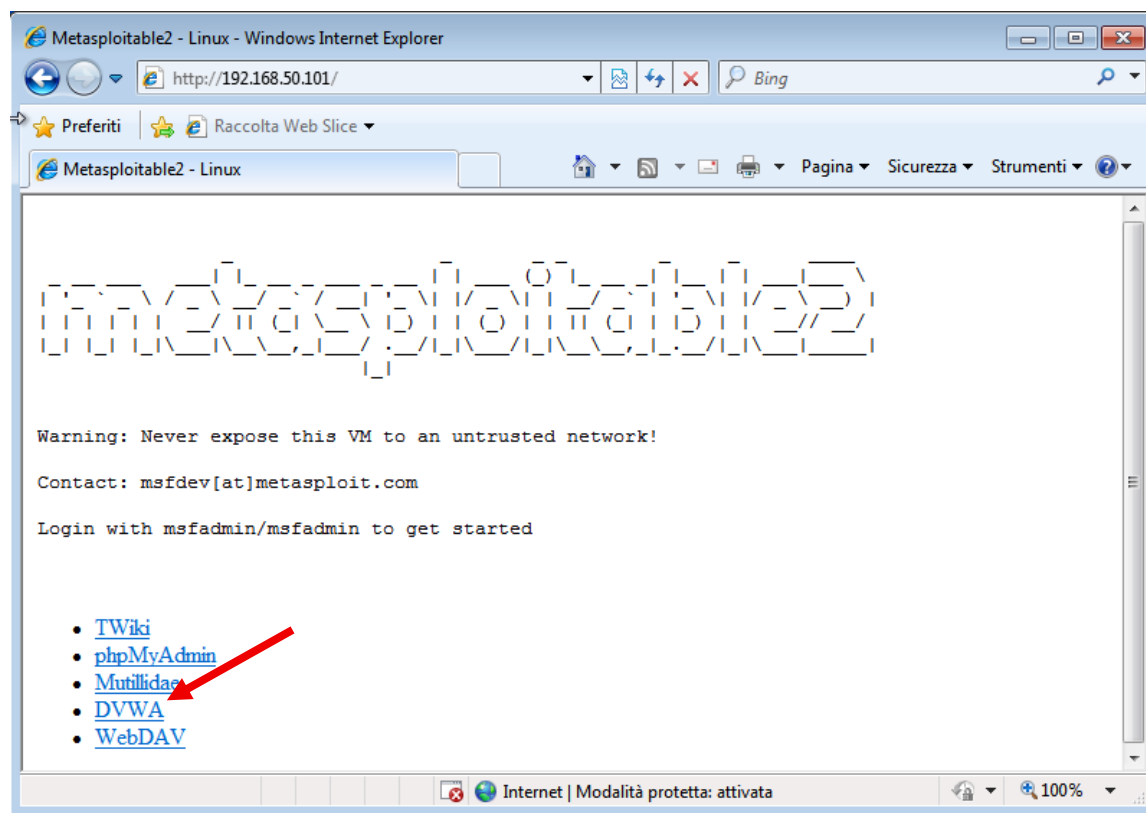 Metasploitable2 - Linux - Windows Internet Explorer
http://192.168.50.101/
Bing
Preferiti
Raccolta Web Slice
Metasploitable2 - Linux
Pagina
Sicurezza
Strumenti
metasploitable2
Warning: Never expose this VM to an untrusted network!
Contact: msfdev[at]metasploit.com
Login with msfadmin/msfadmin to get started
TWiki
phpMyAdmin
Mutillidae
DVWA
WebDAV
Internet | Modalità protetta: attivata
100%